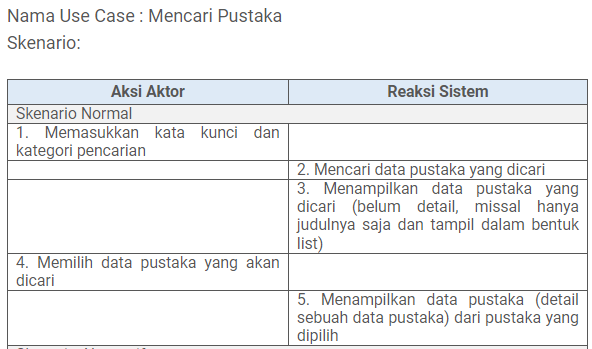 Nama Use Case : Mencari Pustaka
Skenario:
Aksi Aktor
Reaksi Sistem
Skenario Normal
1. Memasukkan kata kunci dan
kategori pencarian
2. Mencari data pustaka yang dicari
3. Menampilkan data pustaka yang
dicari (belum detail, missal hanya
judulnya saja dan tampil dalam bentuk
list)
4. Memilih data pustaka yang akan
dicari
5. Menampilkan data pustaka (detail
sebuah data pustaka) dari pustaka yang
dipilih